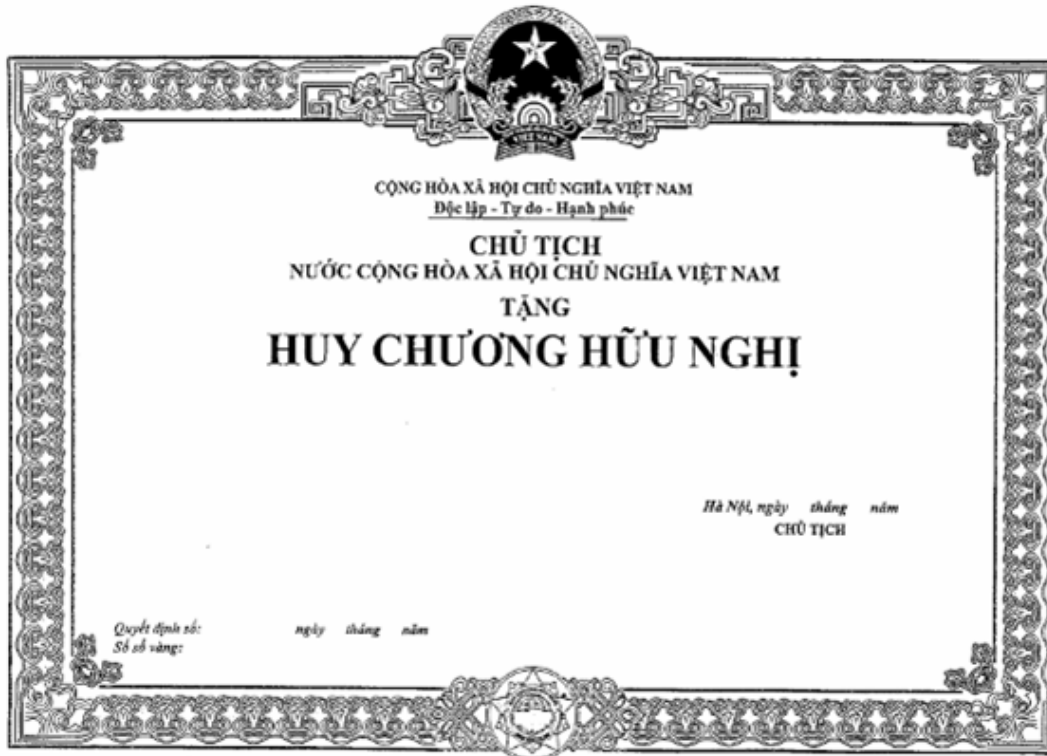 VIỆT NAM
CỘNG HÒA XÃ HỘI CHỦ NGHĨA VIỆT NAM
Độc lập - Tự do - Hạnh phúc
CHỦ TỊCH
NƯỚC CỘNG HÒA XÃ HỘI CHỦ NGHĨA VIỆT NAM
TẶNG
HUY CHƯƠNG HỮU NGHỊ
Hà Nội, ngày tháng năm
CHỦ TỊCH
Quyết định số: ngày tháng năm
Số sổ vàng: